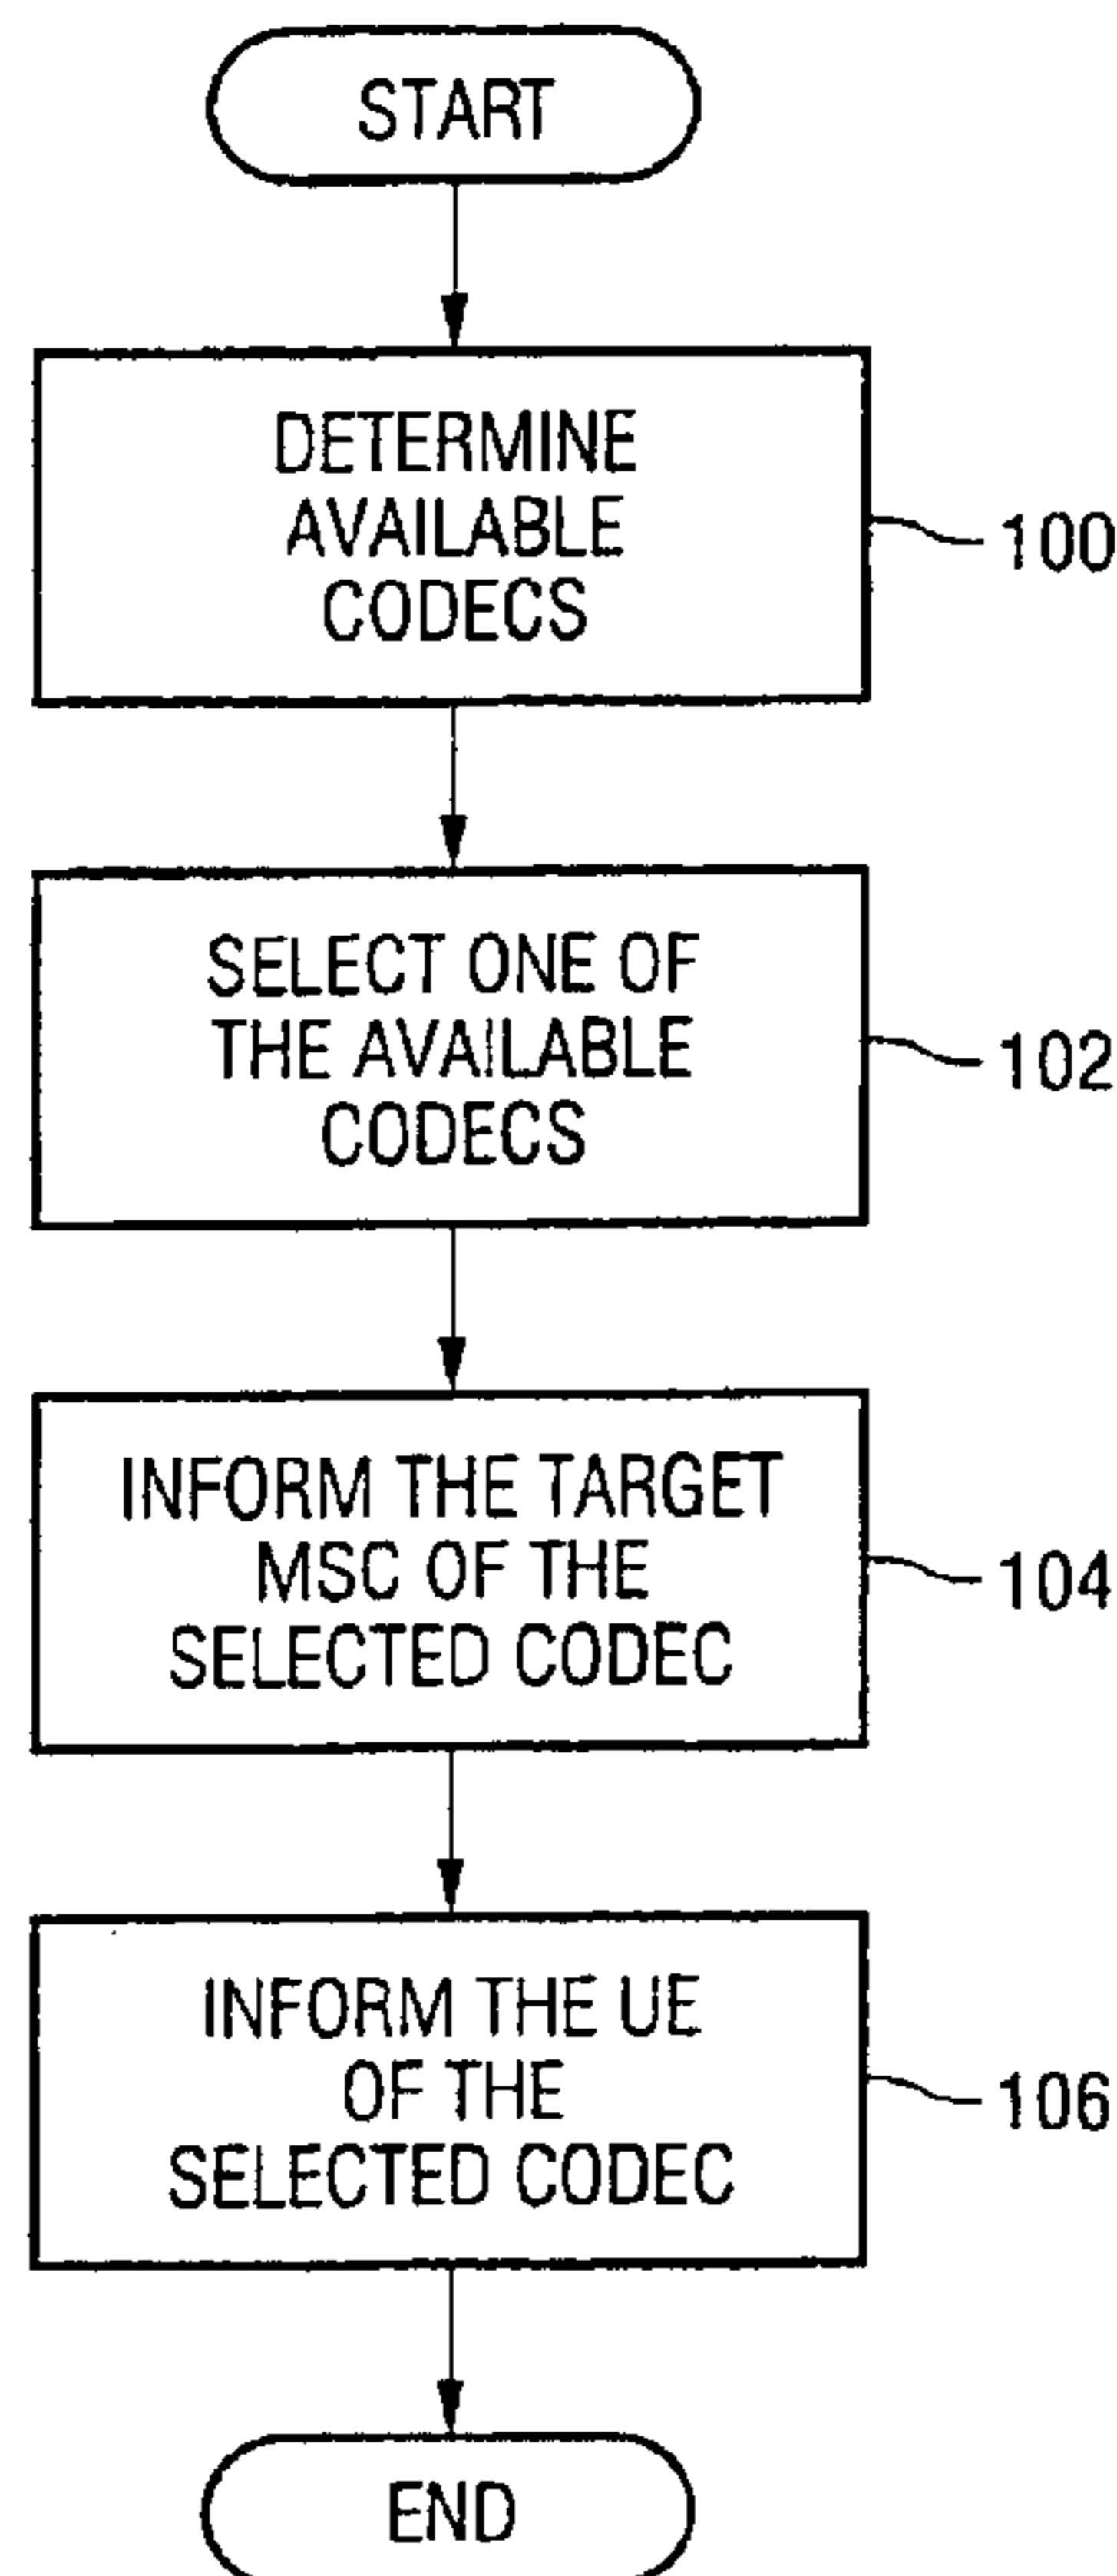 START
DETERMINE
AVAILABLE
CODECS
100
SELECT ONE OF
THE AVAILABLE
CODECS
102
INFORM THE TARGET
MSC OF THE
SELECTED CODEC
104
INFORM THE UE
OF THE
SELECTED CODEC
106
END